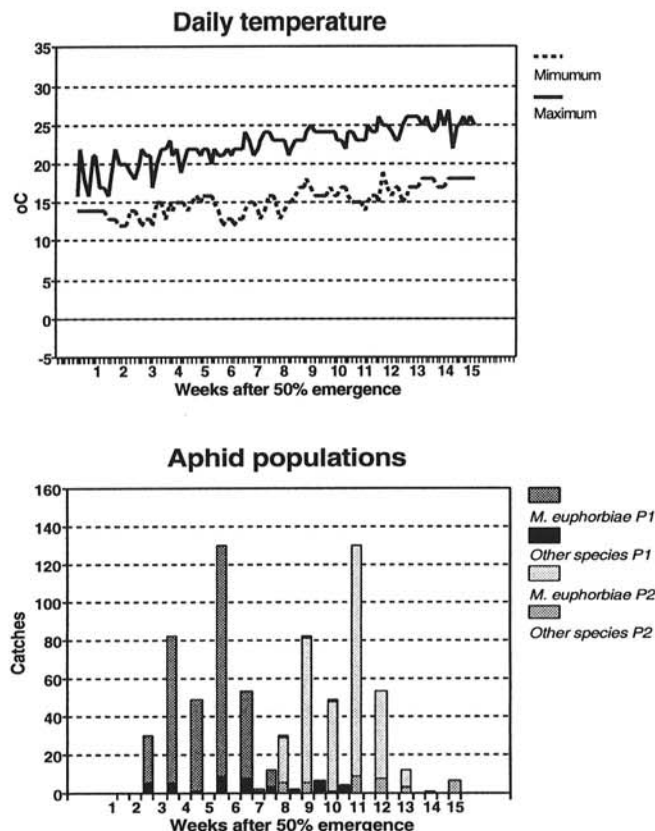 Daily temperature
35
30
25
20
15
10
5
0
-5
oC
1 2 3 4 5 6 7 8 9 10 11 12 13 14 15
Weeks after 50% emergence
Mimumum
Maximum
Aphid populations
160
140
120
100
80
60
40
20
0
Catches
1 2 3 4 5 6 7 8 9 10 11 12 13 14 15
Weeks after 50% emergence
M. euphorbiae P1
Other species P1
M. euphorbiae P2
Other species P2